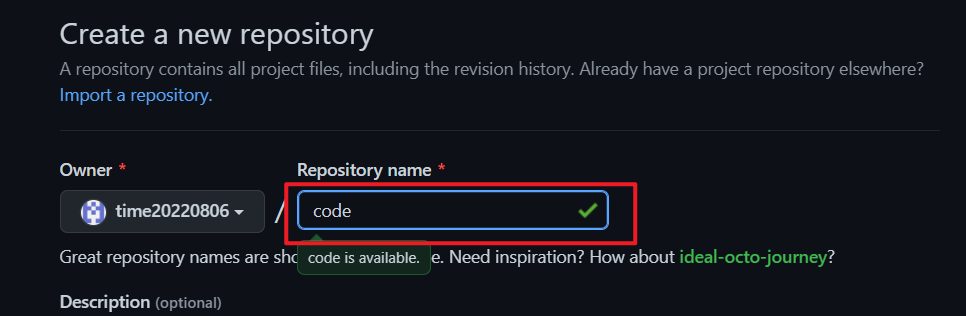 Create a new repository
A repository contains all project files, including the revision history. Already have a project repository elsewhere?
Import a repository.
Owner *
Repository name *
time20220806
/
code
code is available.
Great repository names are sho e. Need inspiration? How about ideal-octo-journey?
Description (optional)